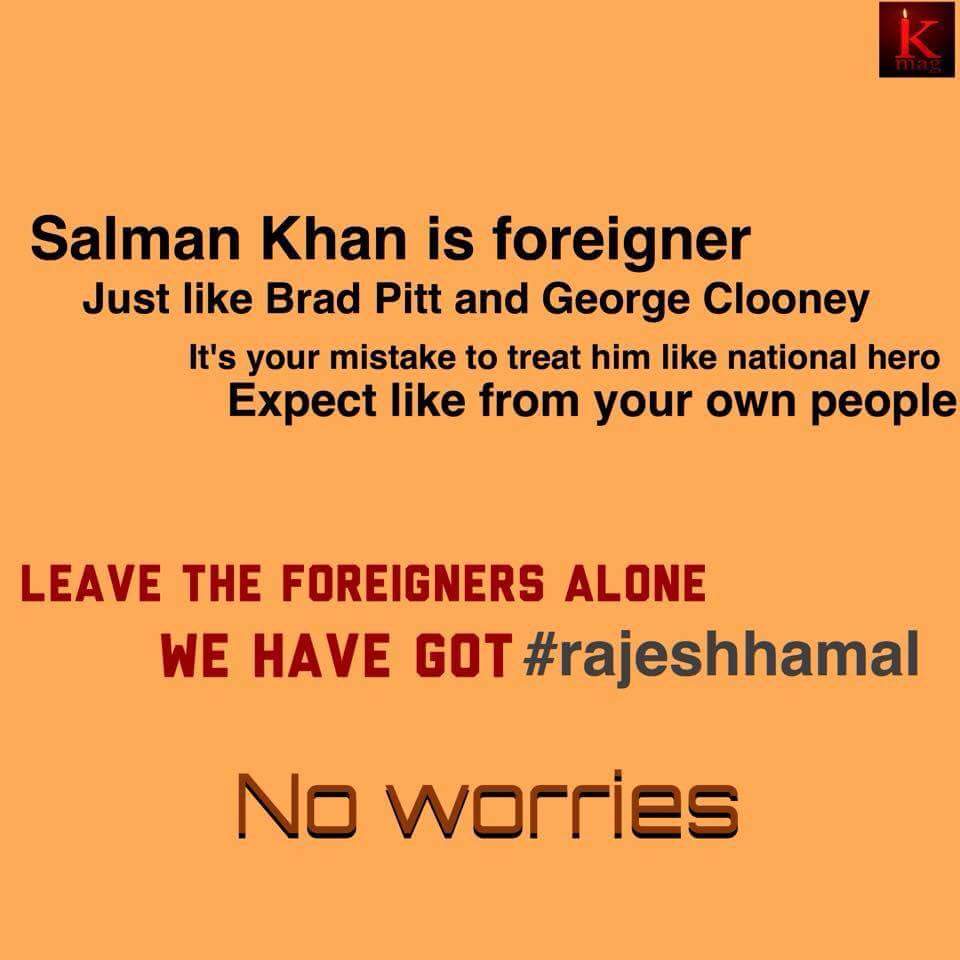 K
mag
Salman Khan is foreigner
Just like Brad Pitt and George Clooney
It's your mistake to treat him like national hero
Expect like from your own people
LEAVE THE FOREIGNERS ALONE
WE HAVE GOT #rajeshhamal
No worries